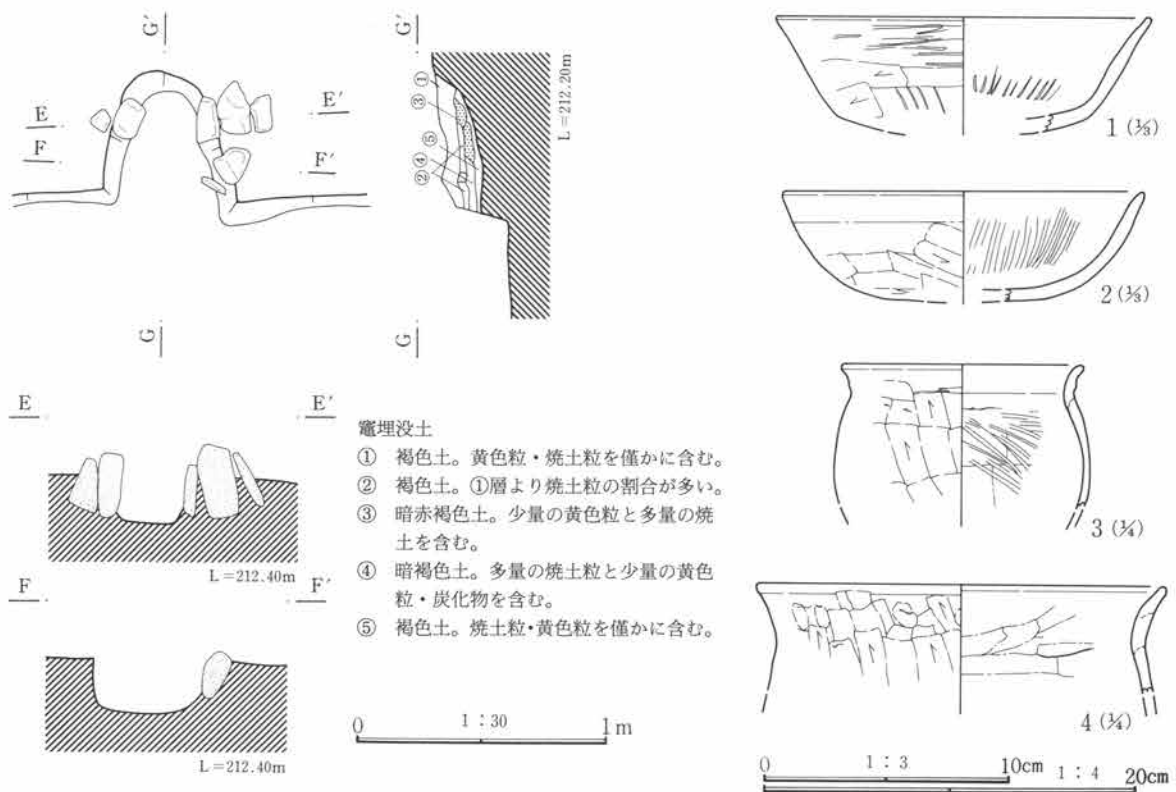 G′
E
E′
F
F′
G
G′
①
③
⑤
④
②
L=212.20m
G
E
E′
L=212.40m
F
F′
L=212.40m
竈埋没土
① 褐色土。黄色粒・焼土粒を僅かに含む。
② 褐色土。①層より焼土粒の割合が多い。
③ 暗赤褐色土。少量の黄色粒と多量の焼
土を含む。
④ 暗褐色土。多量の焼土粒と少量の黄色
粒・炭化物を含む。
⑤ 褐色土。焼土粒・黄色粒を僅かに含む。
0 1:30 1m
1 (⅓)
2 (⅓)
3 (¼)
4 (¼)
0 1:3 10cm 1:4 20cm